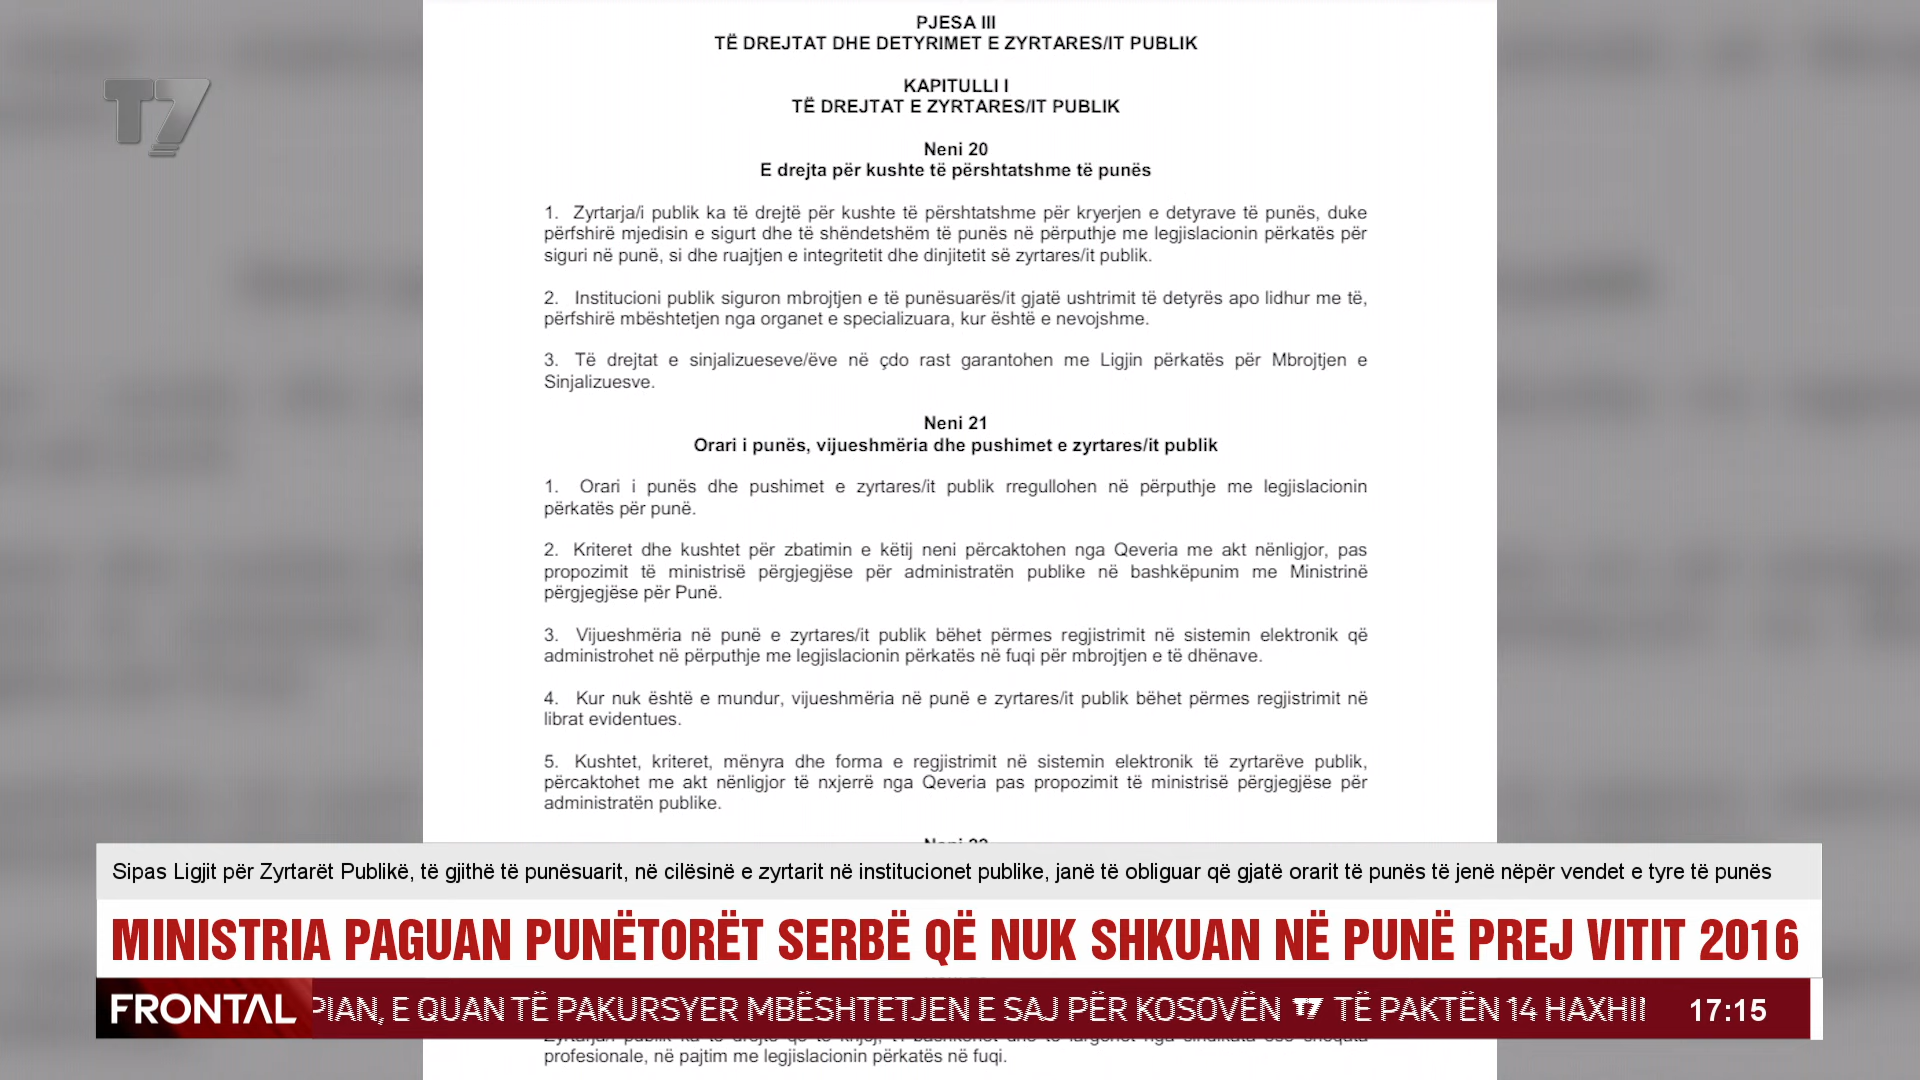 PJESA III
TË DREJTAT DHE DETYRIMET E ZYRTARES/IT PUBLIK
KAPITULLI I
TË DREJTAT E ZYRTARES/IT PUBLIK
T7
Neni 20
E drejta për kushte të përshtatshme të punës
1. Zyrtarja/i publik ka të drejtë për kushte të përshtatshme për kryerjen e detyrave të punës, duke
përfshirë mjedisin e sigurt dhe të shëndetshëm të punës në përputhje me legjislacionin përkatës për
siguri në punë, si dhe ruajtjen e integritetit dhe dinjitetit së zyrtares/it publik.
2. Institucioni publik siguron mbrojtjen e të punësuarës/it gjatë ushtrimit të detyrës apo lidhur me të,
përfshirë mbështetjen nga organet e specializuara, kur është e nevojshme.
3. Të drejtat e sinjalizueseve/ëve në çdo rast garantohen me Ligjin përkatës për Mbrojtjen e
Sinjalizuesve.
Neni 21
Orari i punës, vijueshmëria dhe pushimet e zyrtares/it publik
1. Orari i punës dhe pushimet e zyrtares/it publik rregullohen në përputhje me legjislacionin
përkatës për punë.
2. Kriteret dhe kushtet për zbatimin e këtij neni përcaktohen nga Qeveria me akt nënligjor, pas
propozimit të ministrisë përgjegjëse për administratën publike në bashkëpunim me Ministrinë
përgjegjëse për Punë.
3. Vijueshmëria në punë e zyrtares/it publik bëhet përmes regjistrimit në sistemin elektronik që
administrohet në përputhje me legjislacionin përkatës në fuqi për mbrojtjen e të dhënave.
4. Kur nuk është e mundur, vijueshmëria në punë e zyrtares/it publik bëhet përmes regjistrimit në
librat evidentues.
5. Kushtet, kriteret, mënyra dhe forma e regjistrimit në sistemin elektronik të zyrtarëve publik,
përcaktohet me akt nënligjor të nxjerrë nga Qeveria pas propozimit të ministrisë përgjegjëse për
administratën publike.
Sipas Ligjit për Zyrtarët Publikë, të gjithë të punësuarit, në cilësinë e zyrtarit në institucionet publike, janë të obliguar që gjatë orarit të punës të jenë nëpër vendet e tyre të punës
MINISTRIA PAGUAN PUNËTORËT SERBË QË NUK SHKUAN NË PUNË PREJ VITIT 2016
FRONTAL PIAN, E QUAN TË PAKURSYER MBËSHTETJEN E SAJ PËR KOSOVËN T7 TË PAKTËN 14 HAXHI 17:15
profesionale, në pajtim me legjislacionin përkatës në fuqi.